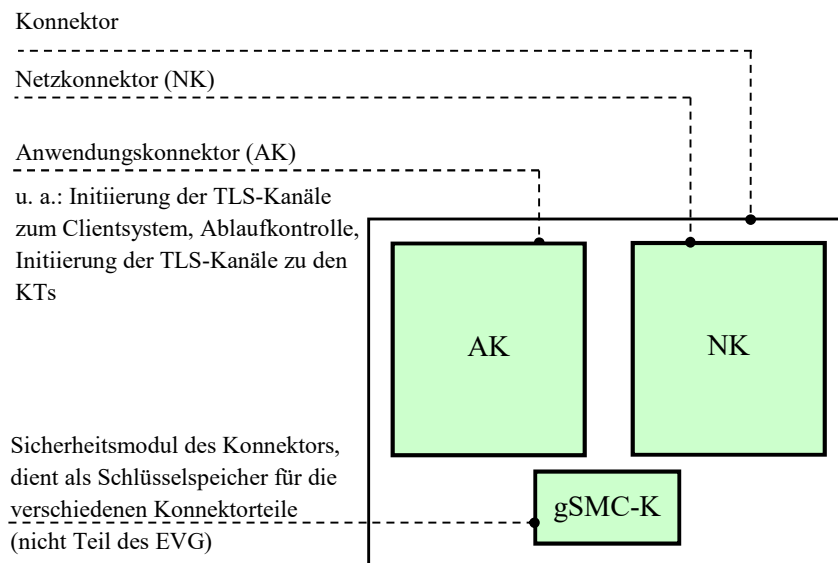 Konnektor
Netzkonnektor (NK)
Anwendungskonnektor (AK)
u. a.: Initiierung der TLS-Kanäle
zum Clientsystem, Ablaufkontrolle,
Initiierung der TLS-Kanäle zu den
KTs
AK
NK
Sicherheitsmodul des Konnektors,
dient als Schlüsselspeicher für die
verschiedenen Konnektorteile
(nicht Teil des EVG)
gSMC-K